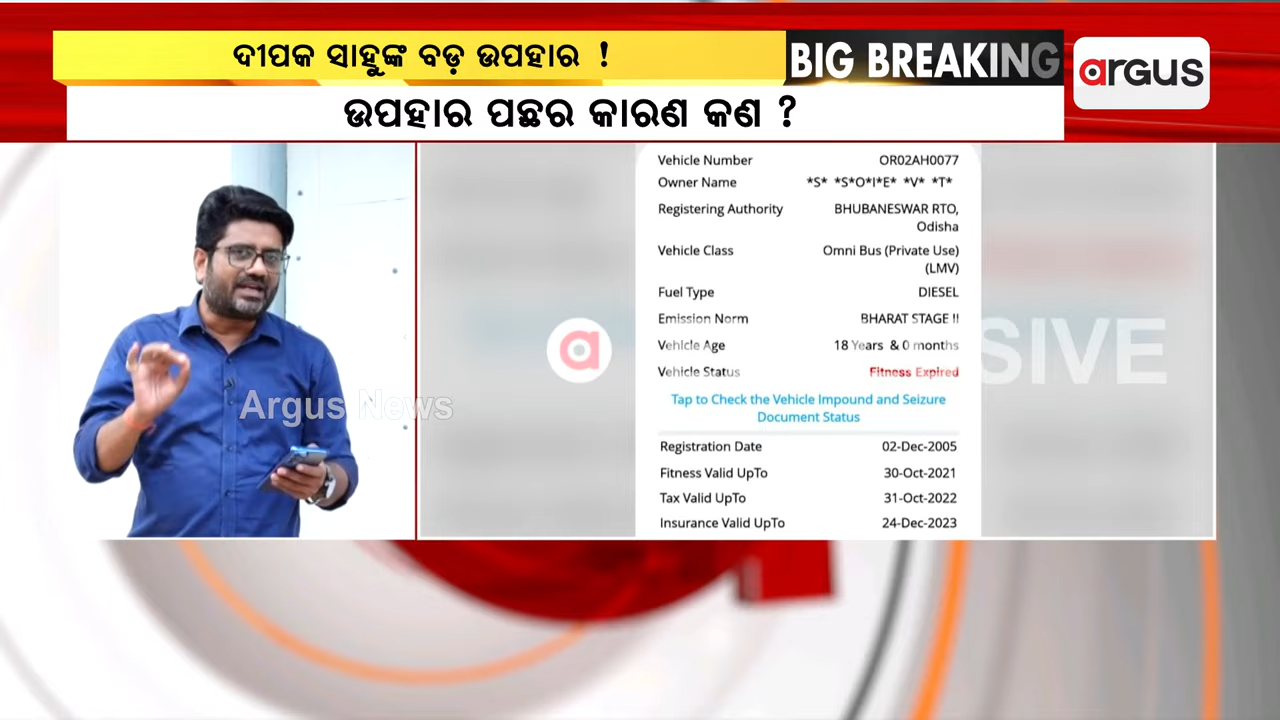 ଦୀପକ ସାହୁଙ୍କ ବଡ଼ ଉପହାର !
BIG BREAKING
argus
ଉପହାର ପଛର କାରଣ କଣ ?
Vehicle Number OR02AH0077
Owner Name *S* *S*O*I*E* *V* *T*
Registering Authority BHUBANESWAR RTO,
Odisha
Vehicle Class Omni Bus (Private Use)
(LMV)
Fuel Type DIESEL
Emission Norm BHARAT STAGE II
Vehicle Age 18 Years & 0 months
Vehicle Status Fitness Expired
Tap to Check the Vehicle Impound and Seizure
Document Status
Registration Date 02-Dec-2005
Fitness Valid UpTo 30-Oct-2021
Tax Valid UpTo 31-Oct-2022
Insurance Valid UpTo 24-Dec-2023
a
SIVE
Argus News